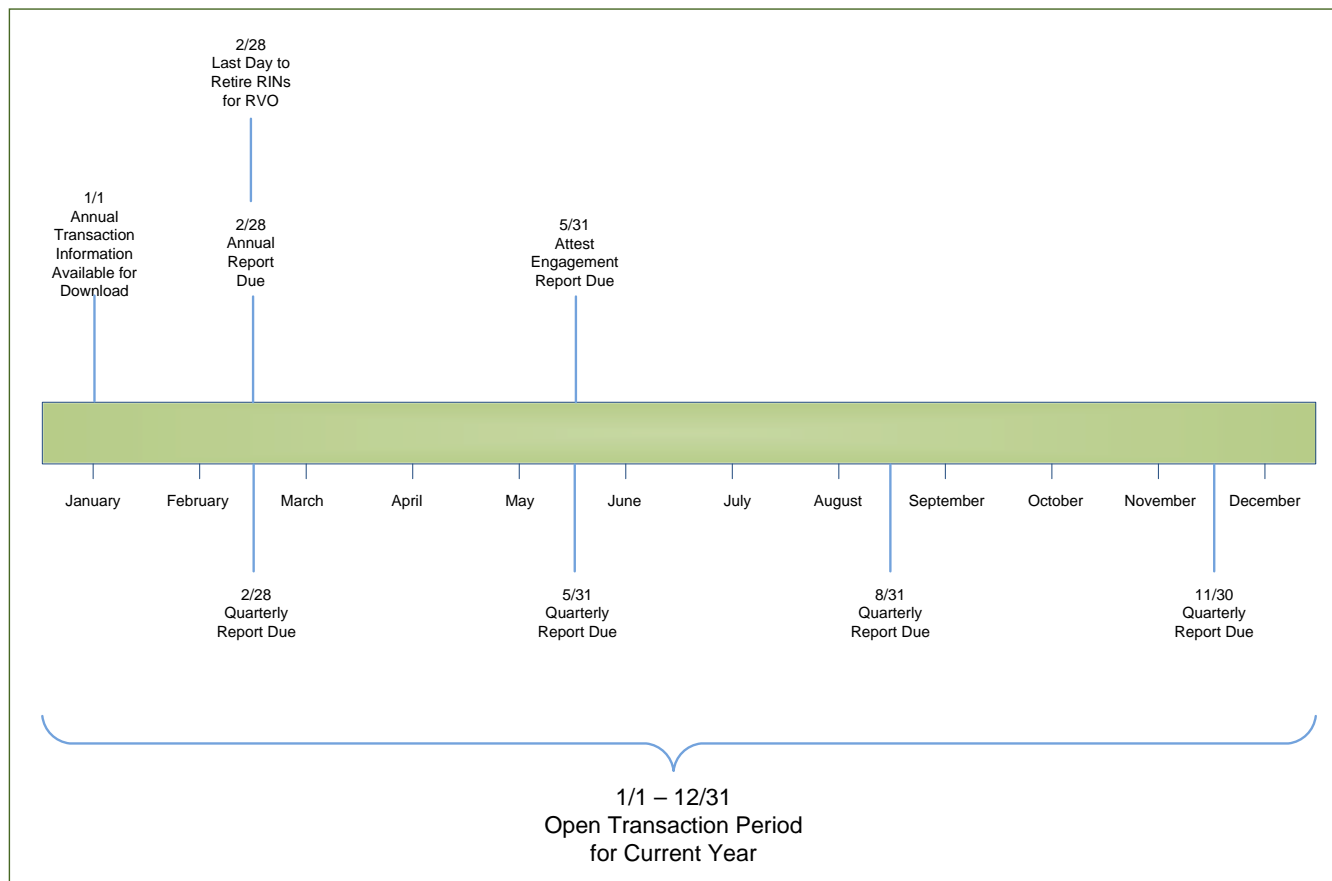 2/28
Last Day to
Retire RINs
for RVO
1/1
Annual
Transaction
Information
Available for
Download
2/28
Annual
Report
Due
5/31
Attest
Engagement
Report Due
January
February
March
April
May
June
July
August
September
October
November
December
2/28
Quarterly
Report Due
5/31
Quarterly
Report Due
8/31
Quarterly
Report Due
11/30
Quarterly
Report Due
1/1 – 12/31
Open Transaction Period
for Current Year